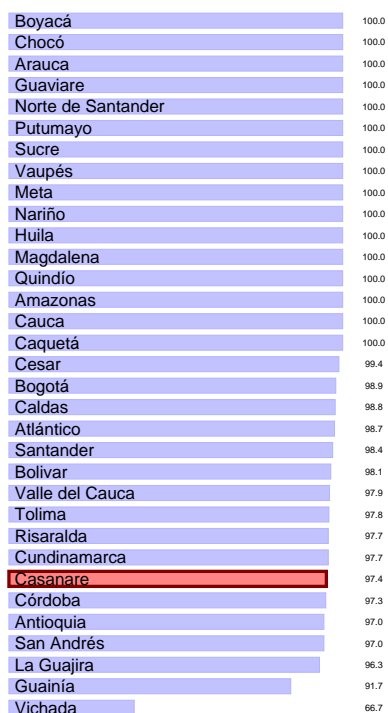 Boyacá 100.0
Chocó 100.0
Arauca 100.0
Guaviare 100.0
Norte de Santander 100.0
Putumayo 100.0
Sucre 100.0
Vaupés 100.0
Meta 100.0
Nariño 100.0
Huila 100.0
Magdalena 100.0
Quindío 100.0
Amazonas 100.0
Cauca 100.0
Caquetá 100.0
Cesar 99.4
Bogotá 98.9
Caldas 98.8
Atlántico 98.7
Santander 98.4
Bolivar 98.1
Valle del Cauca 97.9
Tolima 97.8
Risaralda 97.7
Cundinamarca 97.7
Casanare 97.4
Córdoba 97.3
Antioquia 97.0
San Andrés 97.0
La Guajira 96.3
Guainía 91.7
Vichada 66.7